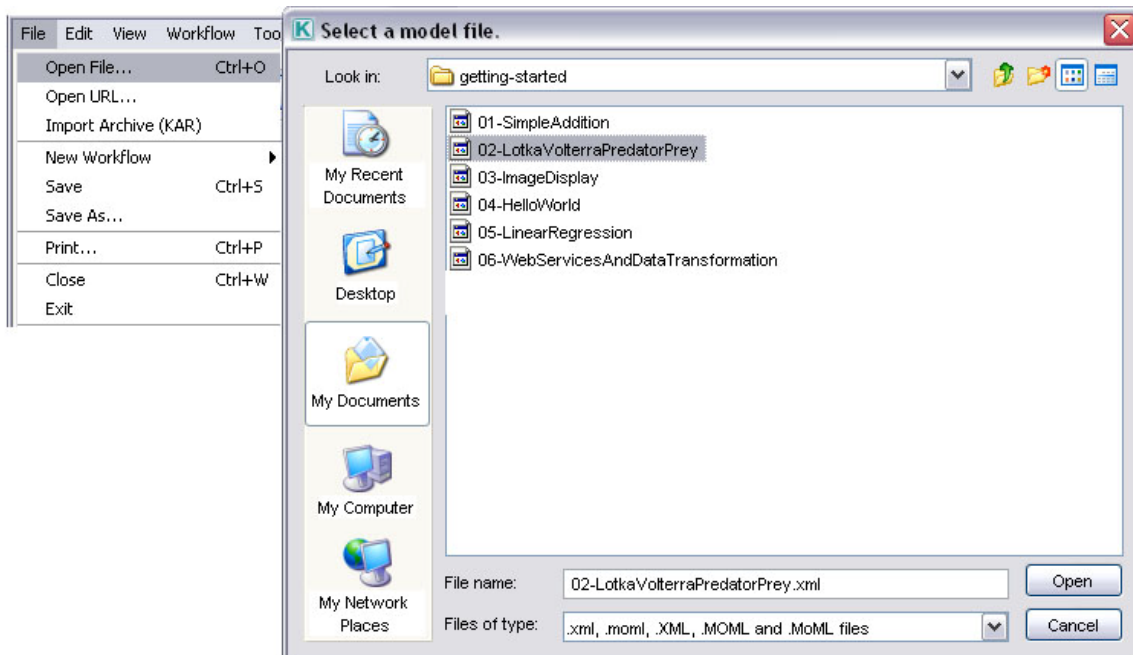 File Edit View Workflow Too
Open File... Ctrl+O
Open URL...
Import Archive (KAR)
New Workflow
Save Ctrl+S
Save As...
Print... Ctrl+P
Close Ctrl+W
Exit
K Select a model file.
Look in: getting-started
My Recent
Documents
Desktop
My Documents
My Computer
My Network
Places
01-SimpleAddition
02-LotkaVolterraPredatorPrey
03-ImageDisplay
04-HelloWorld
05-LinearRegression
06-WebServicesAndDataTransformation
File name: 02-LotkaVolterraPredatorPrey.xml Open
Files of type: .xml, .moml, .XML, .MOML and .MoML files Cancel